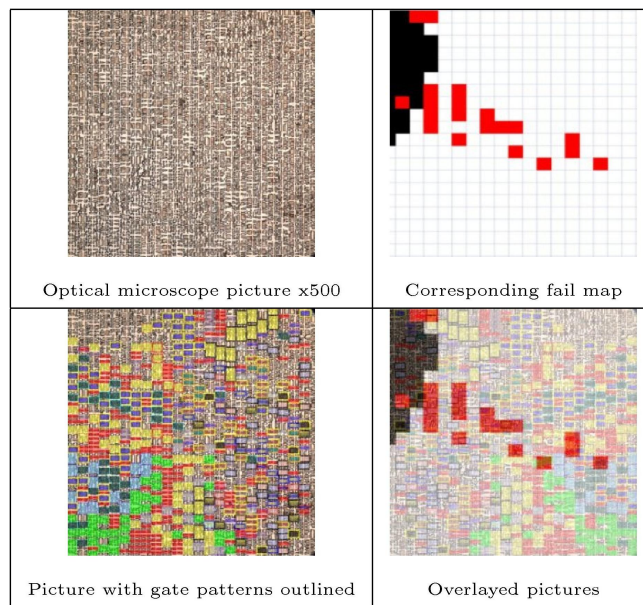 Optical microscope picture x500
Corresponding fail map
Picture with gate patterns outlined
Overlayed pictures